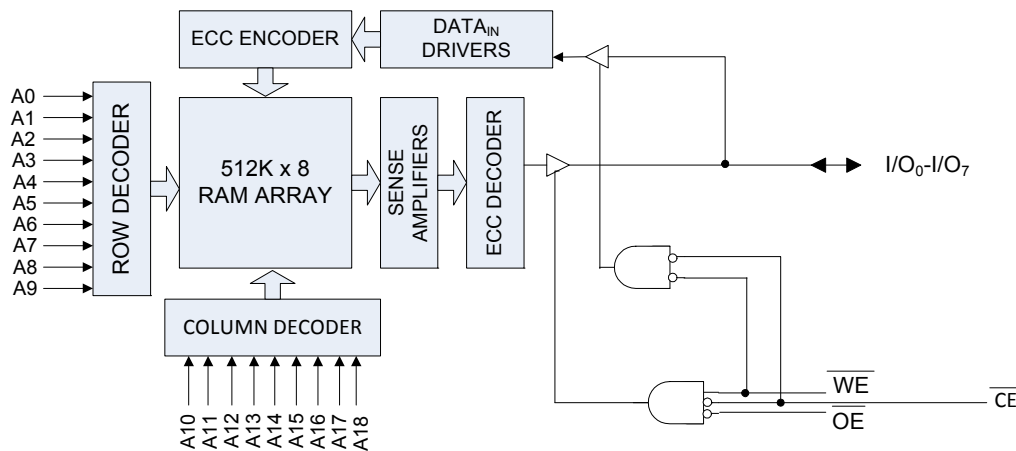 ECC ENCODER
DATAIN
DRIVERS
A0
A1
A2
A3
A4
A5
A6
A7
A8
A9
ROW DECODER
512K x 8
RAM ARRAY
SENSE
AMPLIFIERS
ECC DECODER
I/O0-I/O7
COLUMN DECODER
A10
A11
A12
A13
A14
A15
A16
A17
A18
WE
OE
CE